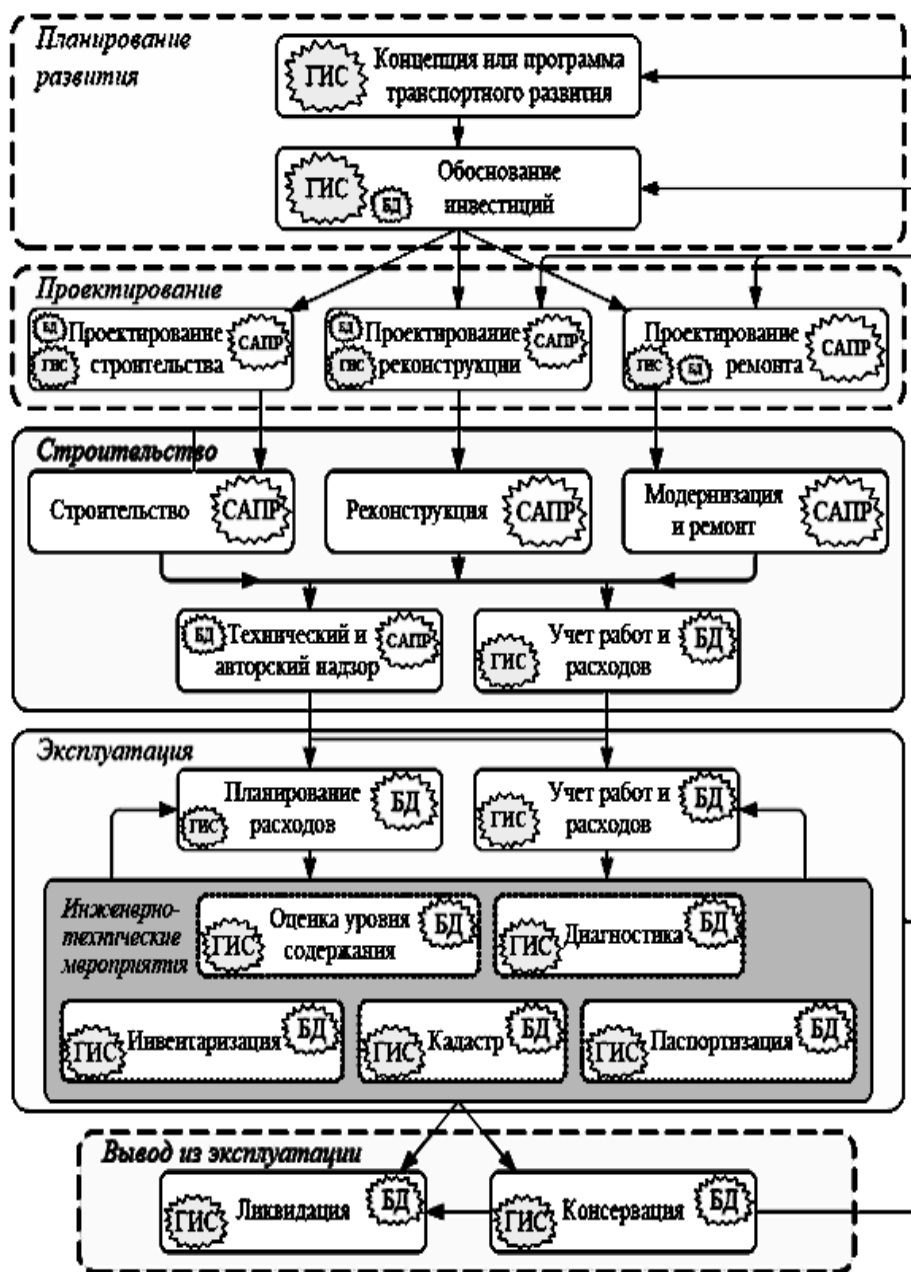 Планирование
развития
ГИС
Концепция или программа
транспортного развития
ГИС
БД
Обоснование
инвестиций
Проектирование
БД
ГИС
Проектирование
строительства
САПР
БД
ГИС
Проектирование
реконструкции
САПР
Проектирование
ремонта
ГИС
БД
САПР
Строительство
Строительство
САПР
Реконструкция
САПР
Модернизация
и ремонт
САПР
БД
Технический и
авторский надзор
САПР
ГИС
Учет работ и
расходов
БД
Эксплуатация
ГИС
Планирование
расходов
БД
ГИС
Учет работ и
расходов
БД
Инженерно-
технические
мероприятия
ГИС
Оценка уровня
содержания
БД
ГИС
Диагностика
БД
ГИС
Инвентаризация
БД
ГИС
Кадастр
БД
ГИС
Паспортизация
БД
Вывод из эксплуатации
ГИС
Ликвидация
БД
ГИС
Консервация
БД